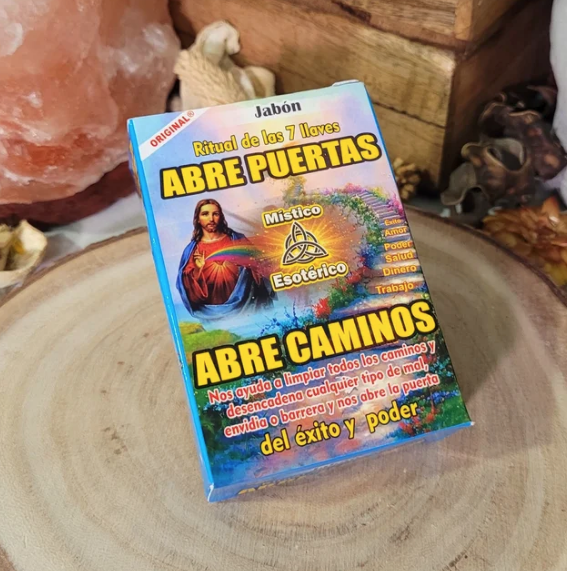 Jabón
ORIGINAL®
Ritual de las 7 llaves
ABRE PUERTAS
Místico
Esotérico
Exito
Amor
Poder
Salud
Dinero
Trabajo
ABRE CAMINOS
Nos ayuda a limpiar todos los caminos y
desencadena cualquier tipo de mal,
envidia o barrera y nos abre la puerta
del éxito y poder